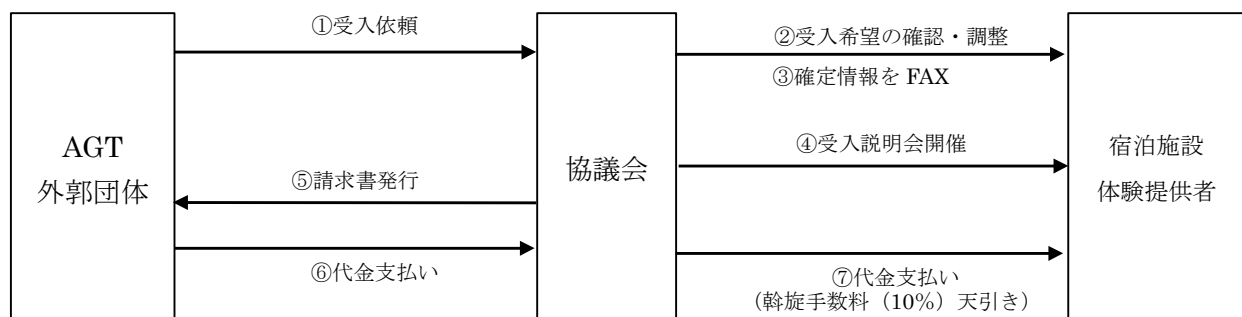 ①受入依頼
②受入希望の確認・調整
③確定情報を FAX
AGT
外郭団体
協議会
④受入説明会開催
宿泊施設
体験提供者
⑤請求書発行
⑥代金支払い
⑦代金支払い
（斡旋手数料（10%）天引き）